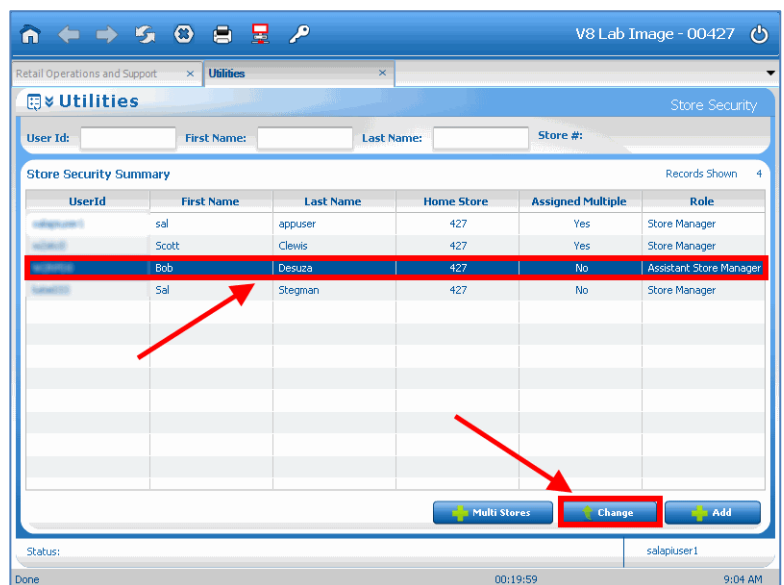 V8 Lab Image - 00427
Retail Operations and Support × Utilities ×
Utilities
Store Security
User Id: First Name: Last Name: Store #:
Store Security Summary Records Shown 4
UserId First Name Last Name Home Store Assigned Multiple Role
sal appuser 427 Yes Store Manager
Scott Clewis 427 Yes Store Manager
Bob Desuza 427 No Assistant Store Manager
Sal Stegman 427 No Store Manager
Multi Stores Change Add
Status: salapiuser1
Done 00:19:59 9:04 AM